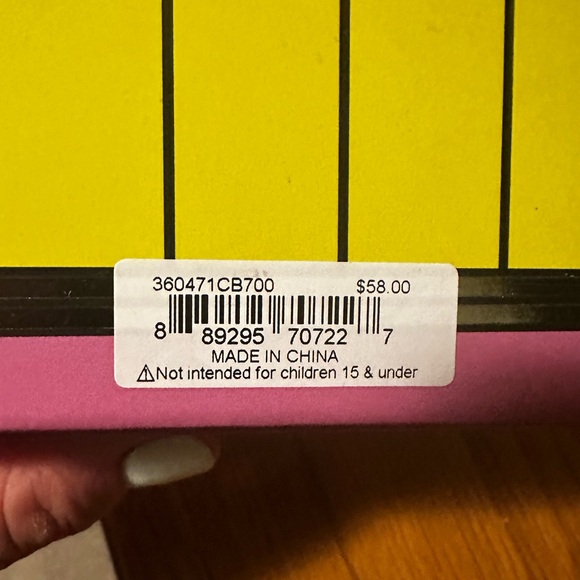 360471CB700 $58.00
8 89295 70722 7
MADE IN CHINA
⚠Not intended for children 15 & under